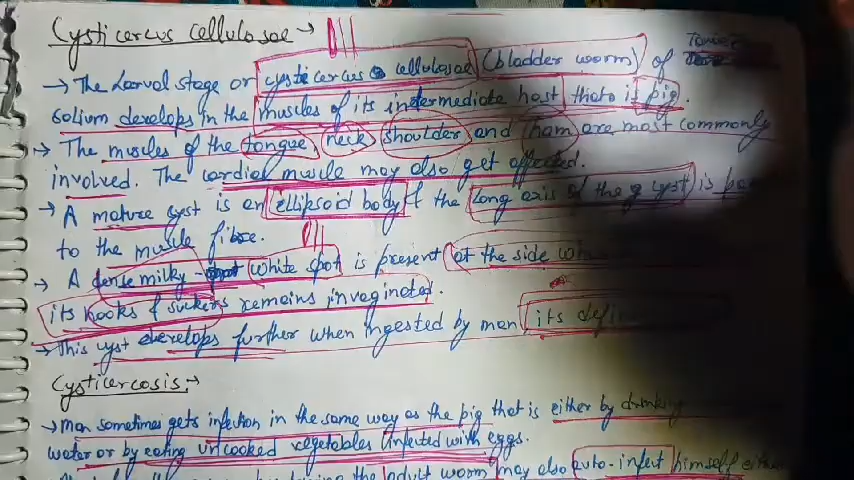 Cysticercus cellulosae →
→ The larval stage or cysticercus cellulosae (bladder worm) of
solium develops in the muscles of its intermediate host thato is pig.
→ The muscles of the tongue, neck, shoulder and ham are most commonly
involved. The cardial muscle may also get affected.
→ A mature cyst is an ellipsoid body & the long axis of the cyst is
to the muscle fibre.
→ A dense milky - white spot is present at the side
its hooks & suckers remains invaginated.
→ This cyst develops further when ingested by man its
Cysticercosis →
→ Man sometimes gets infection in the same way as the pig that is either by drinking
water or by eating uncooked vegetables infected with eggs.
the adult worm may also auto-infect himself